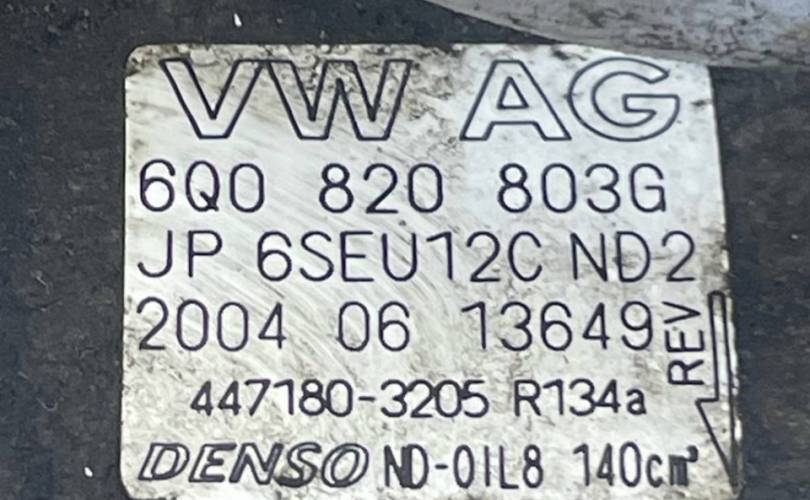 VW AG
6Q0 820 803G
JP 6SEU12C ND2
2004 06 13649
REV
447180-3205 R134a
DENSO ND-OIL8 140cm³